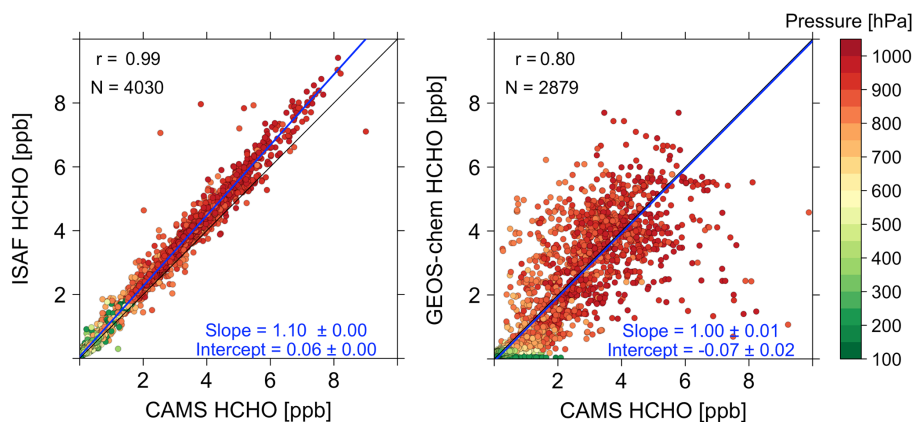 Pressure [hPa]
r = 0.99
N = 4030
ISAF HCHO [ppb]
8
6
4
2
Slope = 1.10 ± 0.00
Intercept = 0.06 ± 0.00
2
4
6
8
CAMS HCHO [ppb]
r = 0.80
N = 2879
GEOS-chem HCHO [ppb]
8
6
4
2
Slope = 1.00 ± 0.01
Intercept = -0.07 ± 0.02
2
4
6
8
CAMS HCHO [ppb]
1000
900
800
700
600
500
400
300
200
100